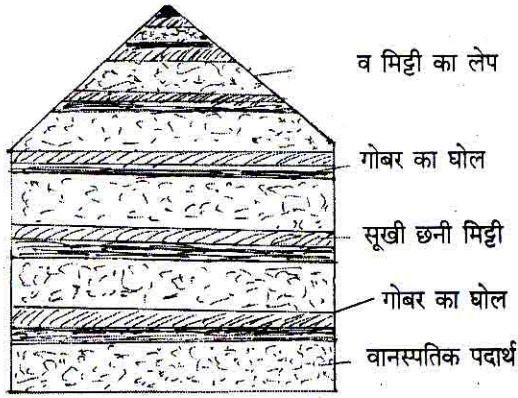 व मिट्टी का लेप
गोबर का घोल
सूखी छनी मिट्टी
गोबर का घोल
वानस्पतिक पदार्थ